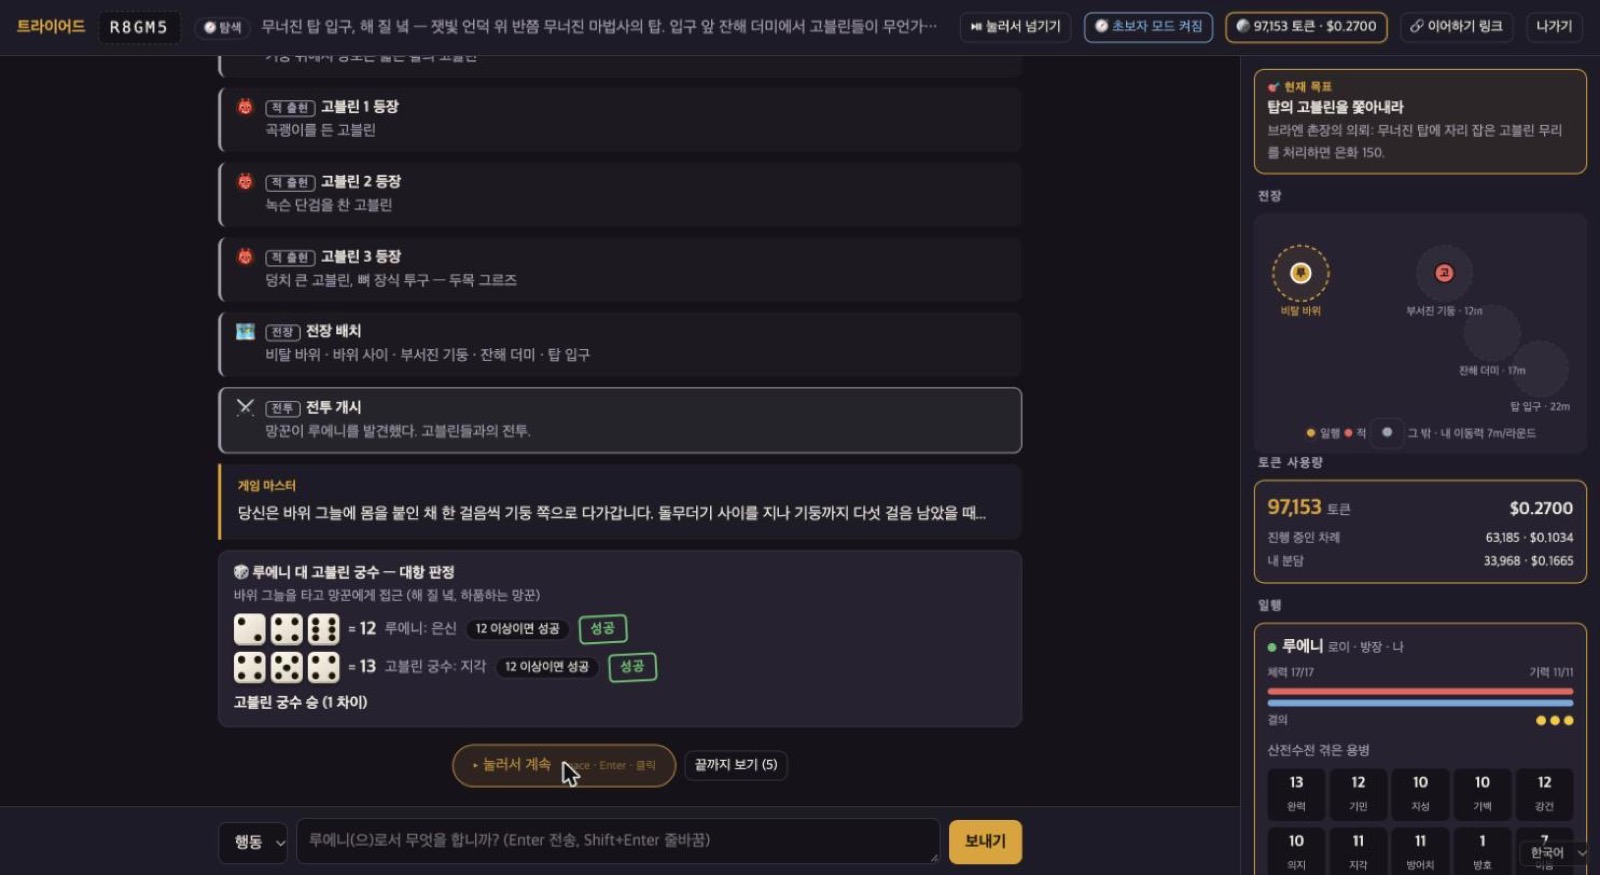 트라이어드
R8GM5
탐색
무너진 탑 입구, 해 질 녘 — 잿빛 언덕 위 반쯤 무너진 마법사의 탑. 입구 앞 잔해 더미에서 고블린들이 무언가…
눌러서 넘기기
초보자 모드 켜짐
97,153 토큰 · $0.2700
이어하기 링크
나가기
적 출현 고블린 1 등장
곡괭이를 든 고블린
적 출현 고블린 2 등장
녹슨 단검을 찬 고블린
적 출현 고블린 3 등장
덩치 큰 고블린, 뼈 장식 투구 — 두목 그르즈
전장 전장 배치
비탈 바위 · 바위 사이 · 부서진 기둥 · 잔해 더미 · 탑 입구
전투 전투 개시
망꾼이 루에니를 발견했다. 고블린들과의 전투.
게임 마스터
당신은 바위 그늘에 몸을 붙인 채 한 걸음씩 기둥 쪽으로 다가갑니다. 돌무더기 사이를 지나 기둥까지 다섯 걸음 남았을 때…
루에니 대 고블린 궁수 — 대항 판정
바위 그늘을 타고 망꾼에게 접근 (해 질 녘, 하품하는 망꾼)
= 12 루에니: 은신 12 이상이면 성공 성공
= 13 고블린 궁수: 지각 12 이상이면 성공 성공
고블린 궁수 승 (1 차이)
▸ 눌러서 계속 · Enter · 클릭
끝까지 보기 (5)
행동
루에니(으)로서 무엇을 합니까? (Enter 전송, Shift+Enter 줄바꿈)
보내기
현재 목표
탑의 고블린을 쫓아내라
브라엔 촌장의 의뢰: 무너진 탑에 자리 잡은 고블린 무리
를 처리하면 은화 150.
전장
루
고
비탈 바위
부서진 기둥 · 12m
잔해 더미 · 17m
탑 입구 · 22m
일행 적 그 밖 · 내 이동력 7m/라운드
토큰 사용량
97,153 토큰 $0.2700
진행 중인 차례 63,185 · $0.1034
내 분담 33,968 · $0.1665
일행
루에니 로이 · 방장 · 나
체력 17/17 기력 11/11
결의
산전수전 겪은 용병
13 12 10 10 12
완력 기민 지성 기백 강건
10 11 11 1 7
의지 지각 방어치 방호
한국어